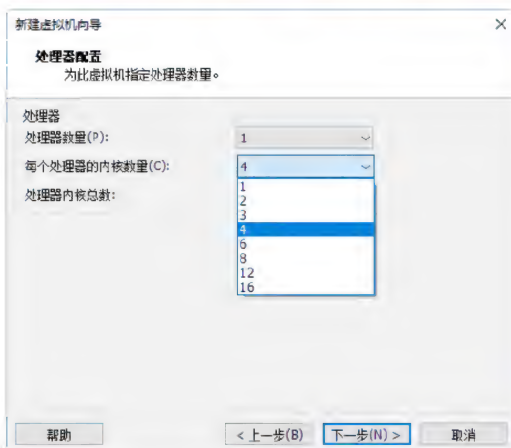 新建虚拟机向导
处理器配置
为此虚拟机指定处理器数量。
处理器
处理器数量(P):
1
每个处理器的内核数量(C):
4
处理器内核总数:
1
2
3
4
6
8
12
16
帮助
< 上一步(B)
下一步(N) >
取消